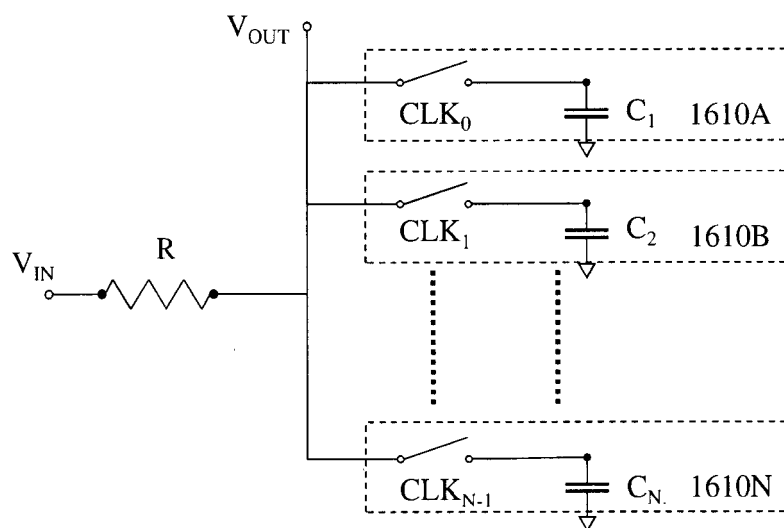 V_OUT
CLK_0 C_1 1610A
CLK_1 C_2 1610B
R
V_IN
CLK_N-1 C_N. 1610N